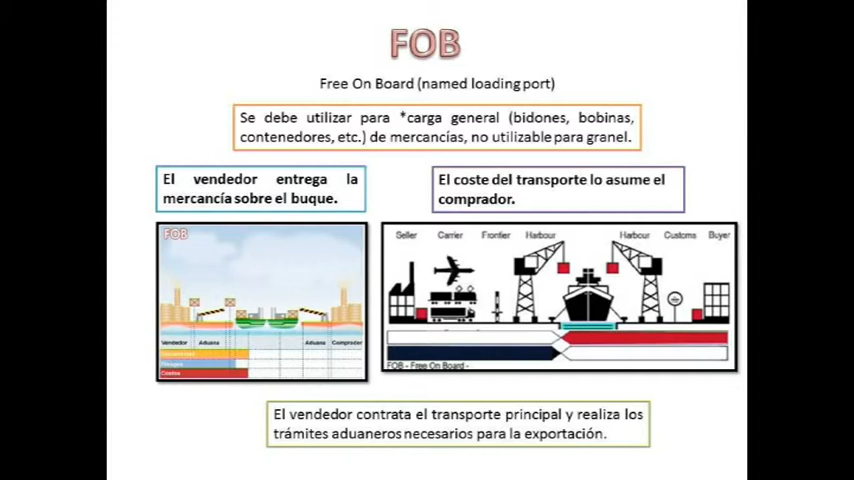 FOB
Free On Board (named loading port)
Se debe utilizar para *carga general (bidones, bobinas,
contenedores, etc.) de mercancías, no utilizable para granel.
El vendedor entrega la
mercancía sobre el buque.
El coste del transporte lo asume el
comprador.
FOB
Vendedor Aduana Aduana Comprador
Costos
Seller Carrier Frontier Harbour Harbour Customs Buyer
FOB - Free On Board -
El vendedor contrata el transporte principal y realiza los
trámites aduaneros necesarios para la exportación.